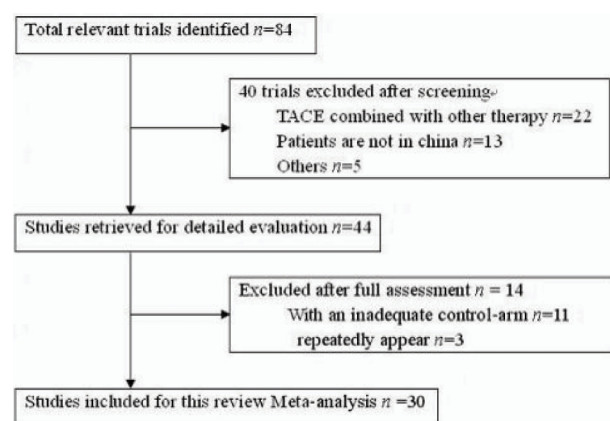 Total relevant trials identified n=84
40 trials excluded after screening
TACE combined with other therapy n=22
Patients are not in china n=13
Others n=5
Studies retrieved for detailed evaluation n=44
Excluded after full assessment n = 14
With an inadequate control-arm n=11
repeatedly appear n=3
Studies included for this review Meta-analysis n =30